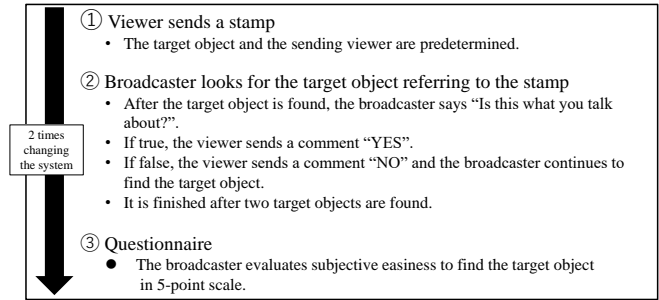 ① Viewer sends a stamp
• The target object and the sending viewer are predetermined.
② Broadcaster looks for the target object referring to the stamp
• After the target object is found, the broadcaster says “Is this what you talk
about?”.
• If true, the viewer sends a comment “YES”.
• If false, the viewer sends a comment “NO” and the broadcaster continues to
find the target object.
• It is finished after two target objects are found.
2 times
changing
the system
③ Questionnaire
● The broadcaster evaluates subjective easiness to find the target object
in 5-point scale.